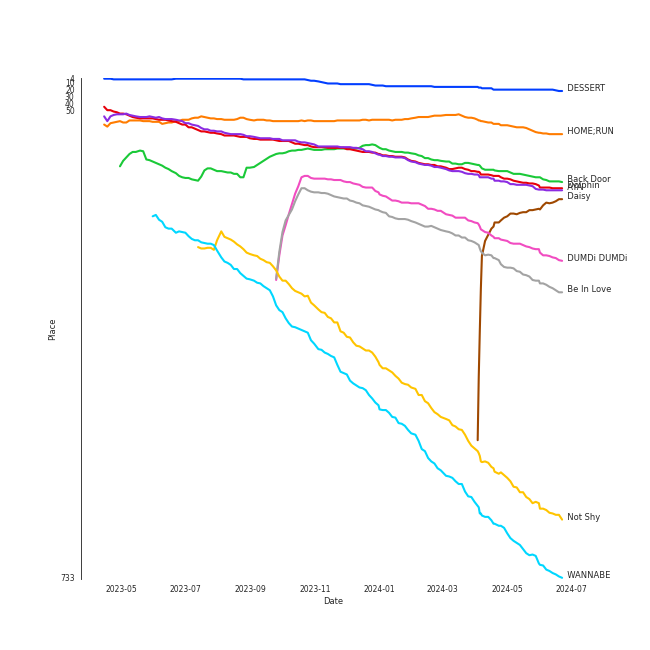 4
10
20
30
40
50
733
Place
DESSERT
HOME;RUN
Back Door
Dolphin
Daisy
DUMDi DUMDi
Be In Love
Not Shy
WANNABE
2023-05
2023-07
2023-09
2023-11
2024-01
2024-03
2024-05
2024-07
Date